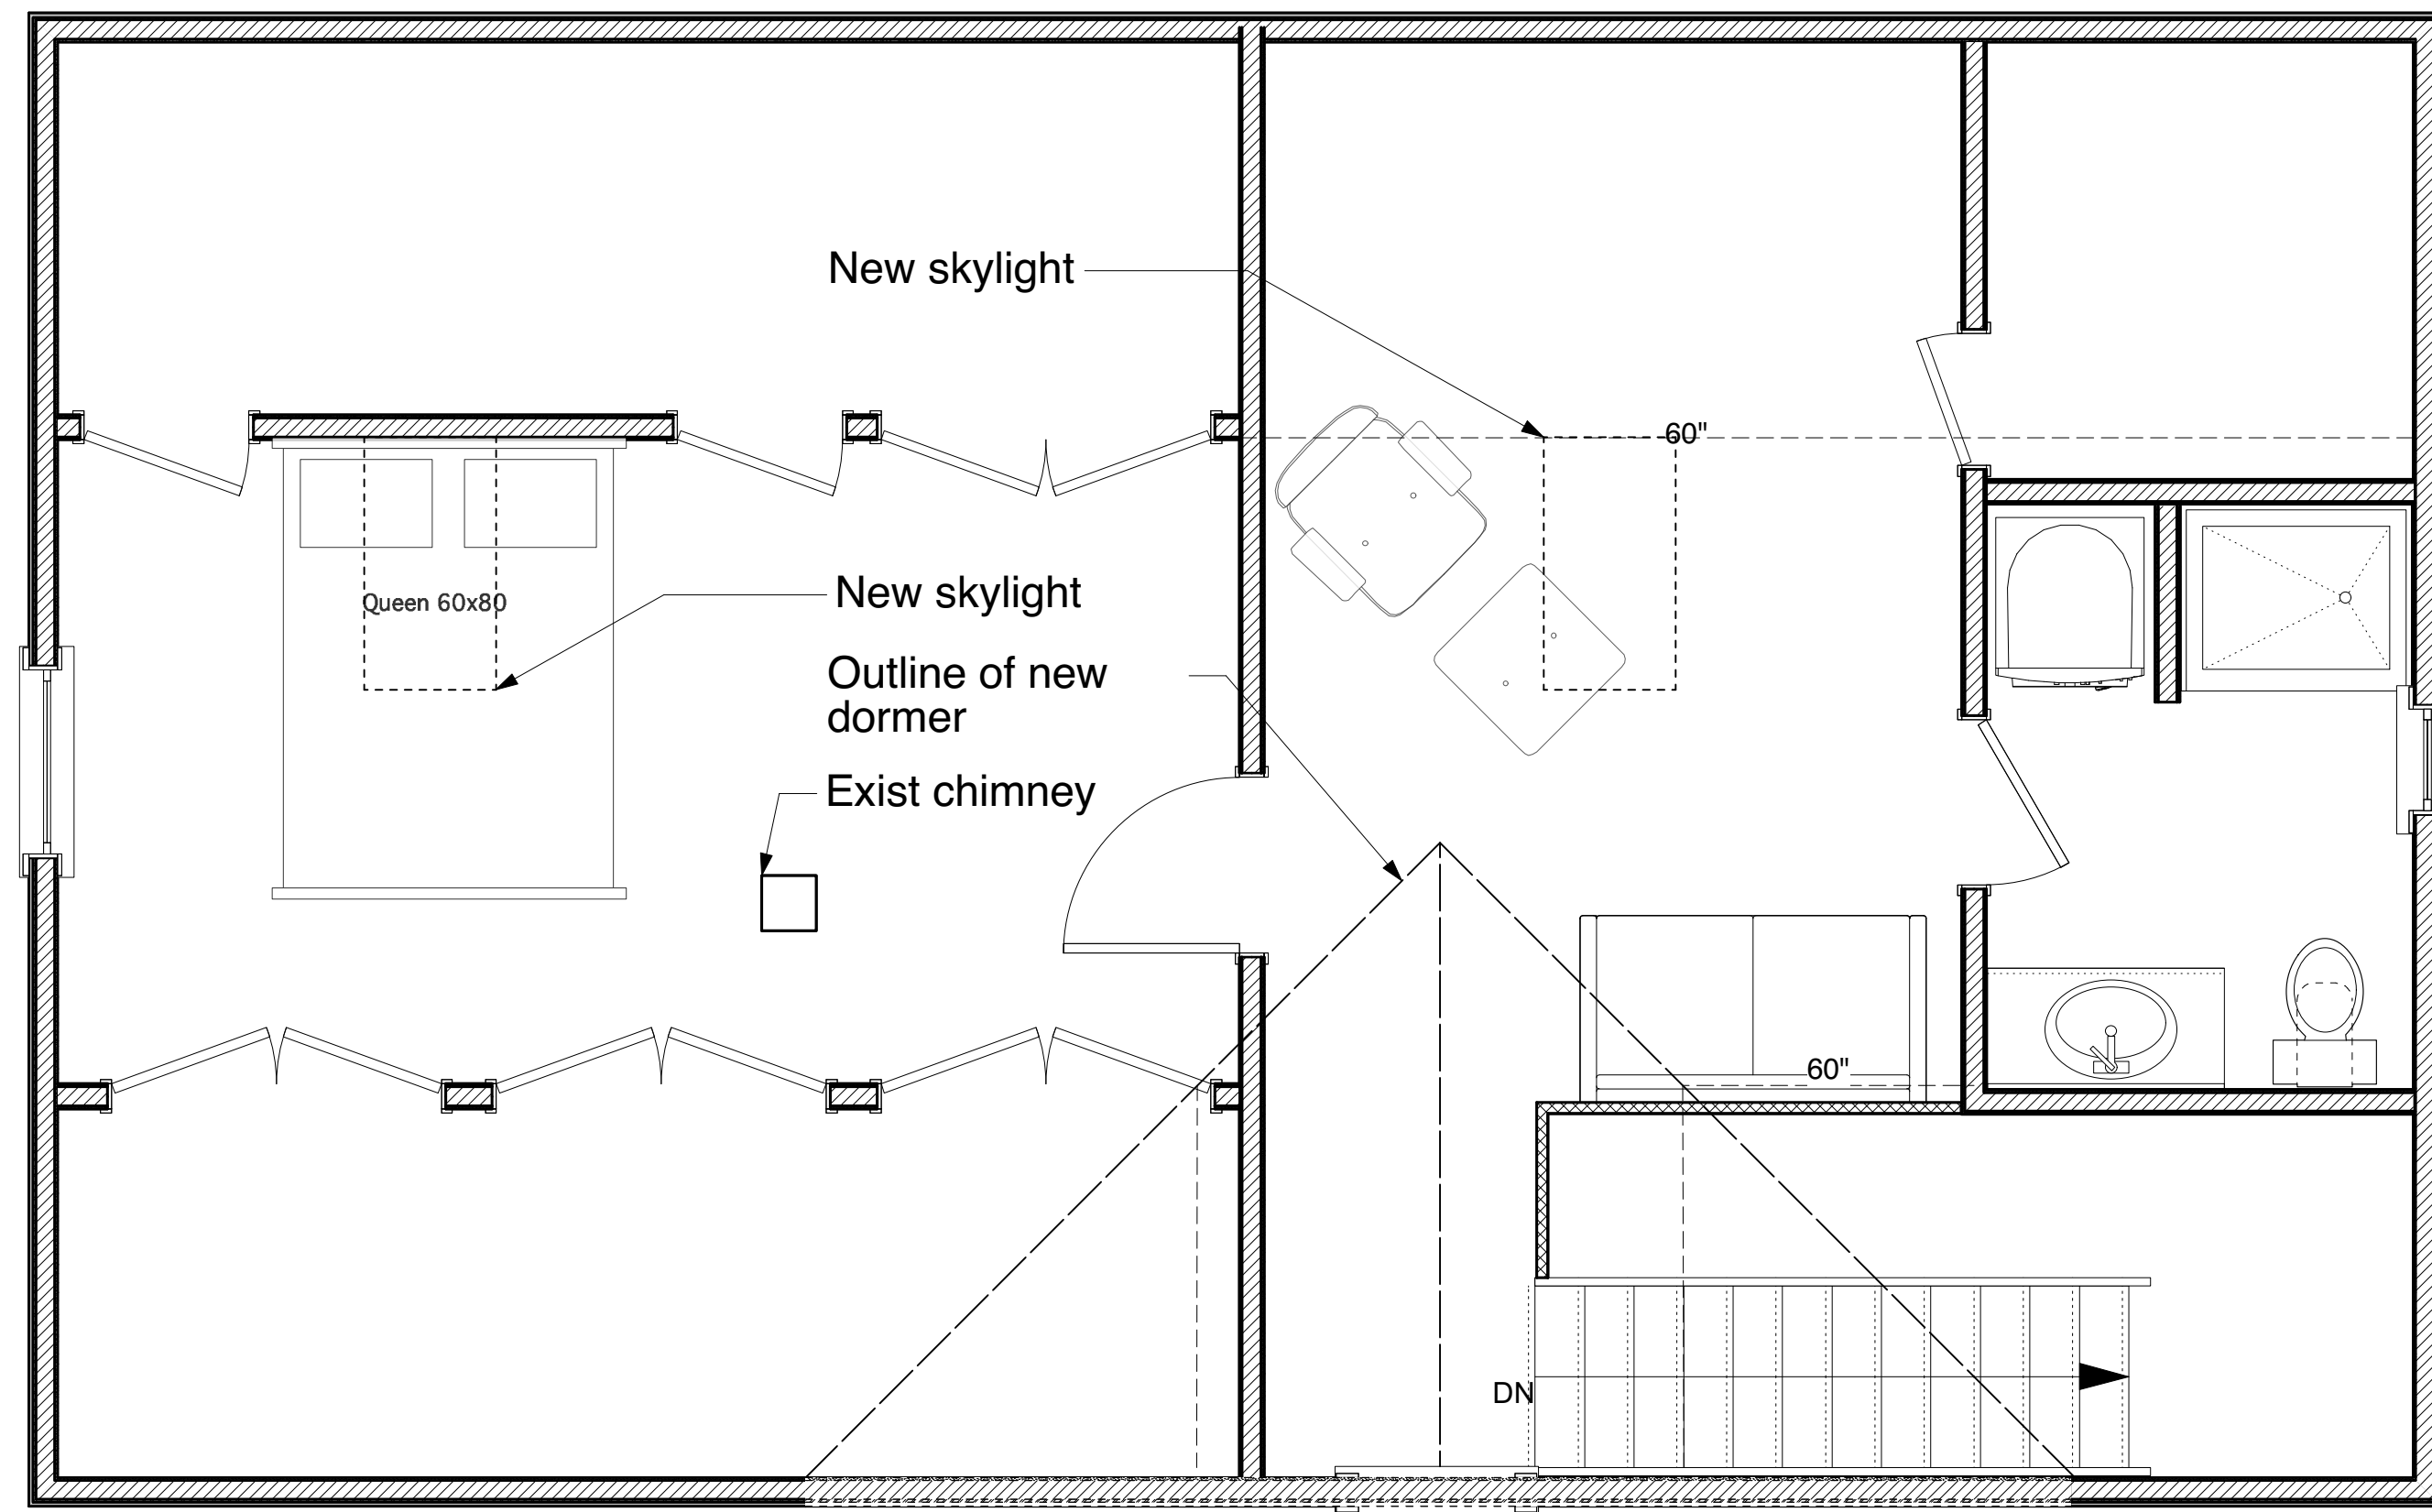 New skylight
60"
New skylight
Queen 60x80
Outline of new
dormer
Exist chimney
60"
DN